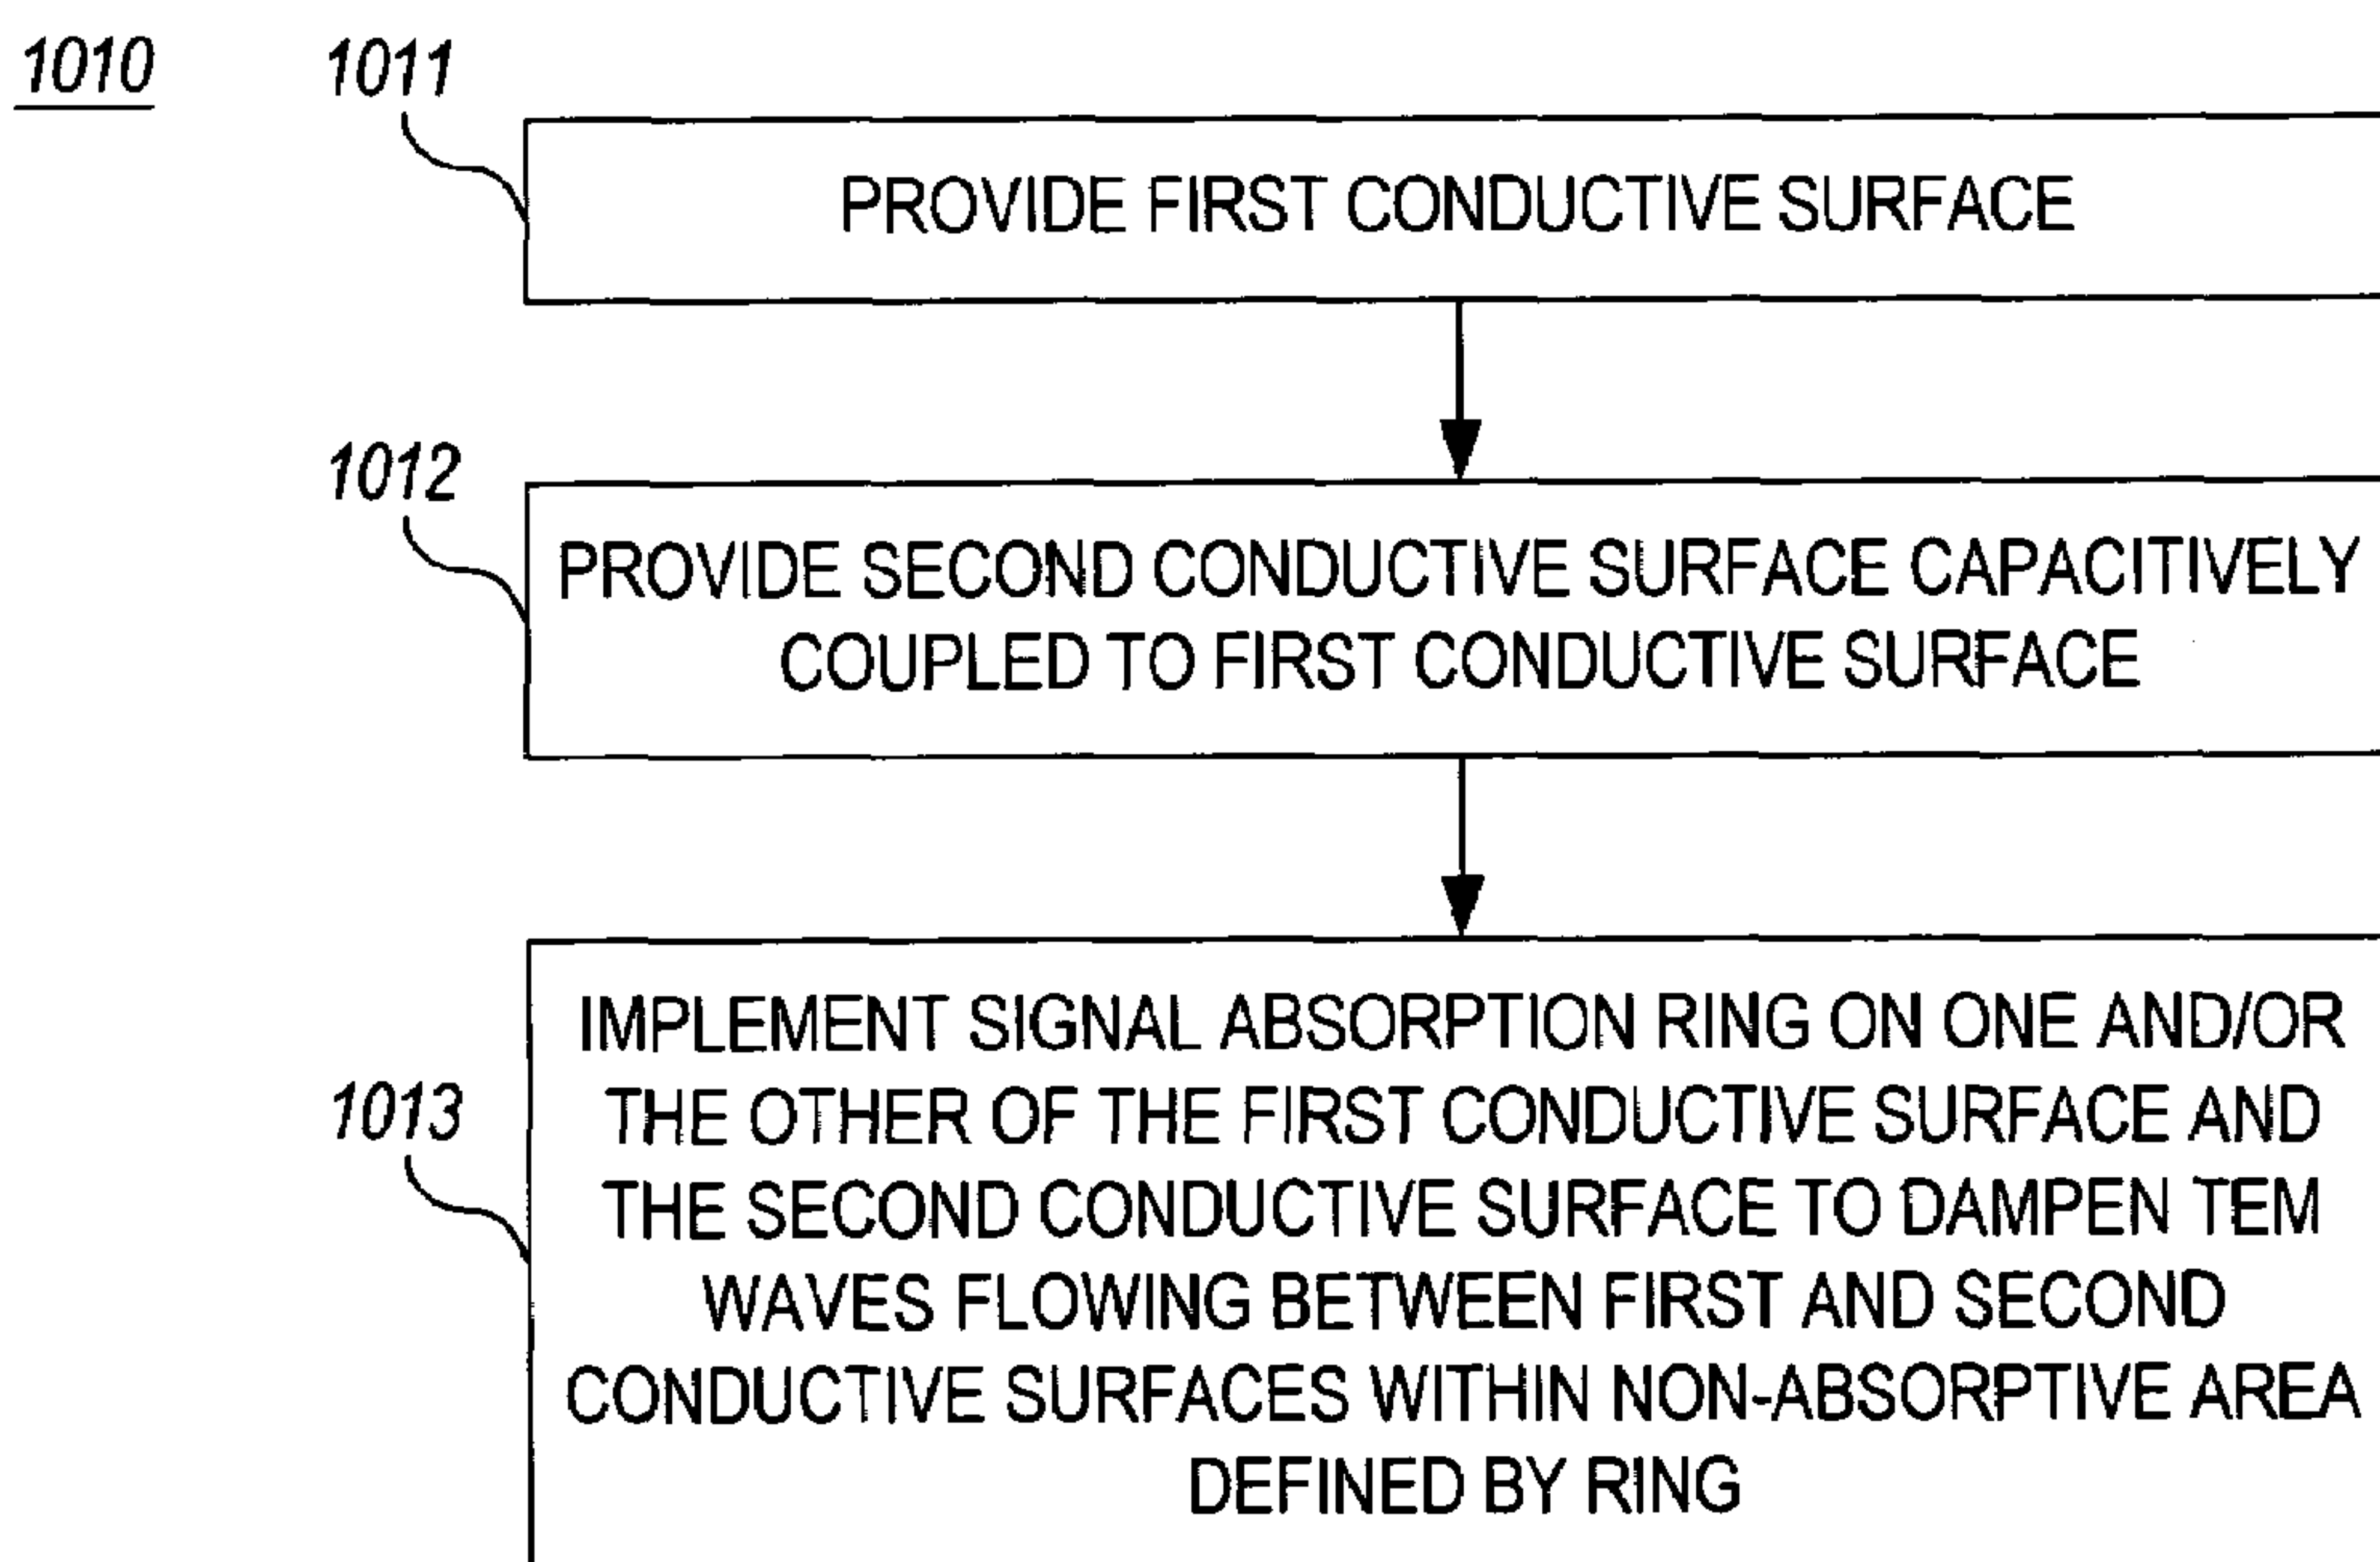 1010
1011
PROVIDE FIRST CONDUCTIVE SURFACE
1012
PROVIDE SECOND CONDUCTIVE SURFACE CAPACITIVELY
COUPLED TO FIRST CONDUCTIVE SURFACE
1013
IMPLEMENT SIGNAL ABSORPTION RING ON ONE AND/OR
THE OTHER OF THE FIRST CONDUCTIVE SURFACE AND
THE SECOND CONDUCTIVE SURFACE TO DAMPEN TEM
WAVES FLOWING BETWEEN FIRST AND SECOND
CONDUCTIVE SURFACES WITHIN NON-ABSORPTIVE AREA
DEFINED BY RING